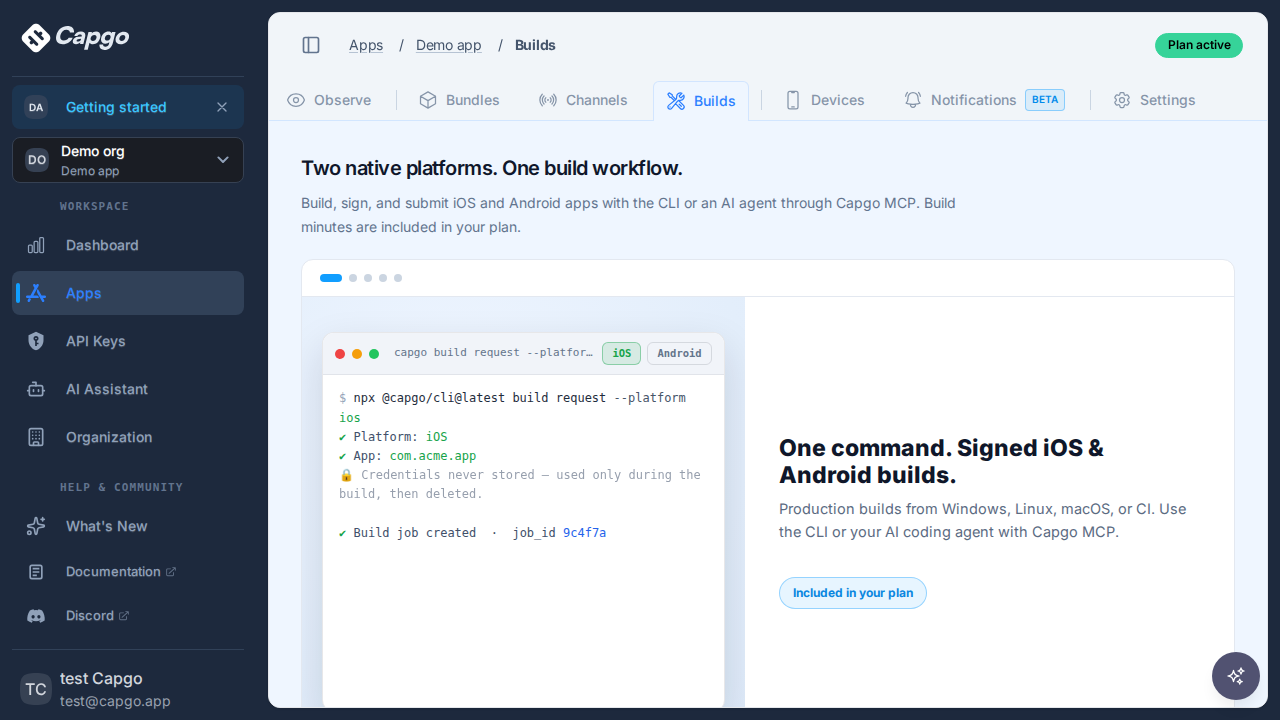 Capgo
DA
Getting started
DO
Demo org
Demo app
WORKSPACE
Dashboard
Apps
API Keys
AI Assistant
Organization
HELP & COMMUNITY
What's New
Documentation
Discord
TC
test Capgo
test@capgo.app
Apps / Demo app / Builds
Plan active
Observe
Bundles
Channels
Builds
Devices
Notifications BETA
Settings
Two native platforms. One build workflow.
Build, sign, and submit iOS and Android apps with the CLI or an AI agent through Capgo MCP. Build
minutes are included in your plan.
capgo build request --platfor…
iOS
Android
$ npx @capgo/cli@latest build request --platform
ios
✔ Platform: iOS
✔ App: com.acme.app
🔒 Credentials never stored — used only during the
build, then deleted.
✔ Build job created · job_id 9c4f7a
One command. Signed iOS &
Android builds.
Production builds from Windows, Linux, macOS, or CI. Use
the CLI or your AI coding agent with Capgo MCP.
Included in your plan